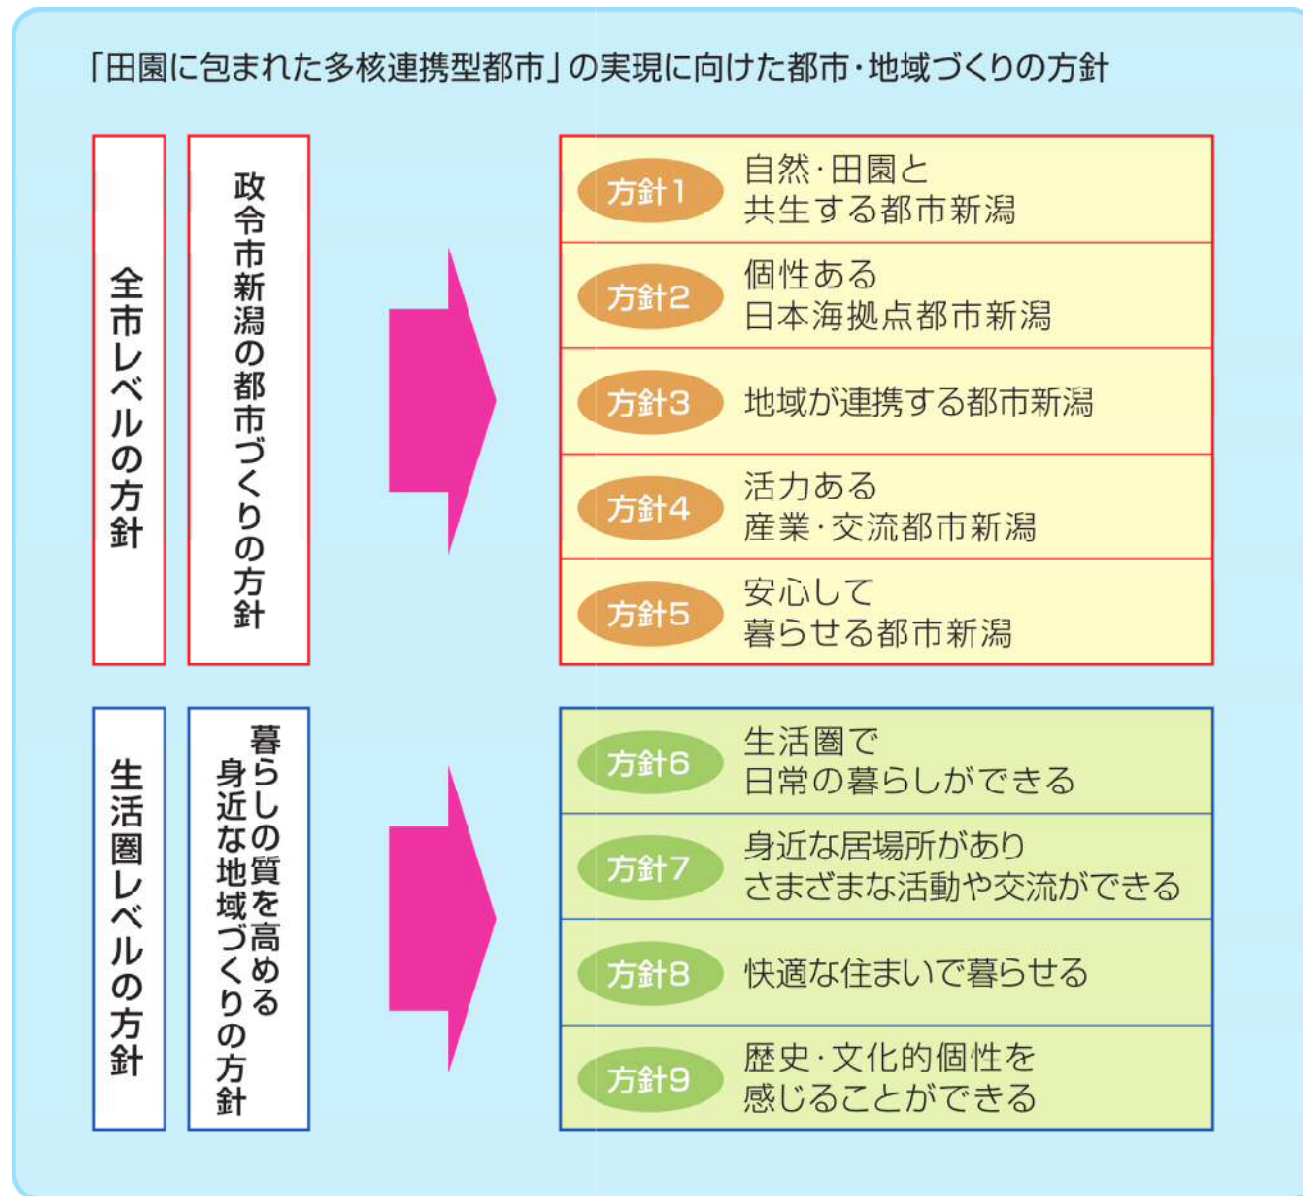 「田園に包まれた多核連携型都市」の実現に向けた都市・地域づくりの方針
全市レベルの方針
政令市新潟の都市づくりの方針
方針1
自然・田園と
共生する都市新潟
方針2
個性ある
日本海拠点都市新潟
方針3
地域が連携する都市新潟
方針4
活力ある
産業・交流都市新潟
方針5
安心して
暮らせる都市新潟
生活圏レベルの方針
暮らしの質を高める
身近な地域づくりの方針
方針6
生活圏で
日常の暮らしができる
方針7
身近な居場所があり
さまざまな活動や交流ができる
方針8
快適な住まいで暮らせる
方針9
歴史・文化的個性を
感じることができる